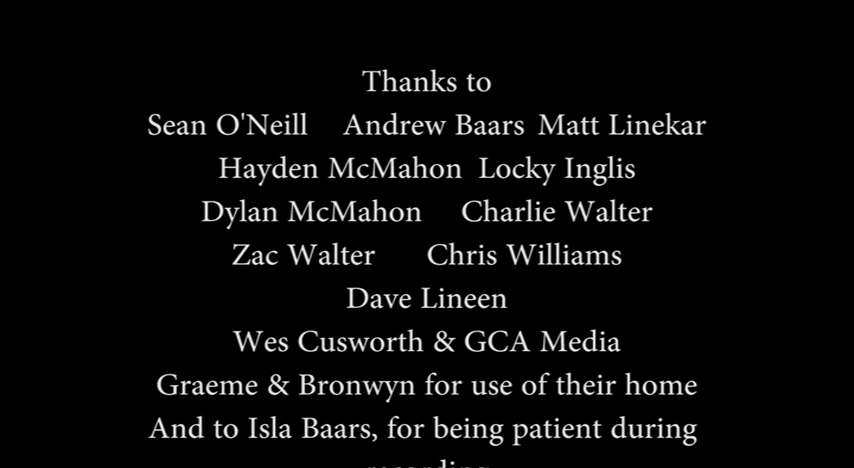 Thanks to
Sean O'Neill Andrew Baars Matt Linekar
Hayden McMahon Locky Inglis
Dylan McMahon Charlie Walter
Zac Walter Chris Williams
Dave Lineen
Wes Cusworth & GCA Media
Graeme & Bronwyn for use of their home
And to Isla Baars, for being patient during
recording